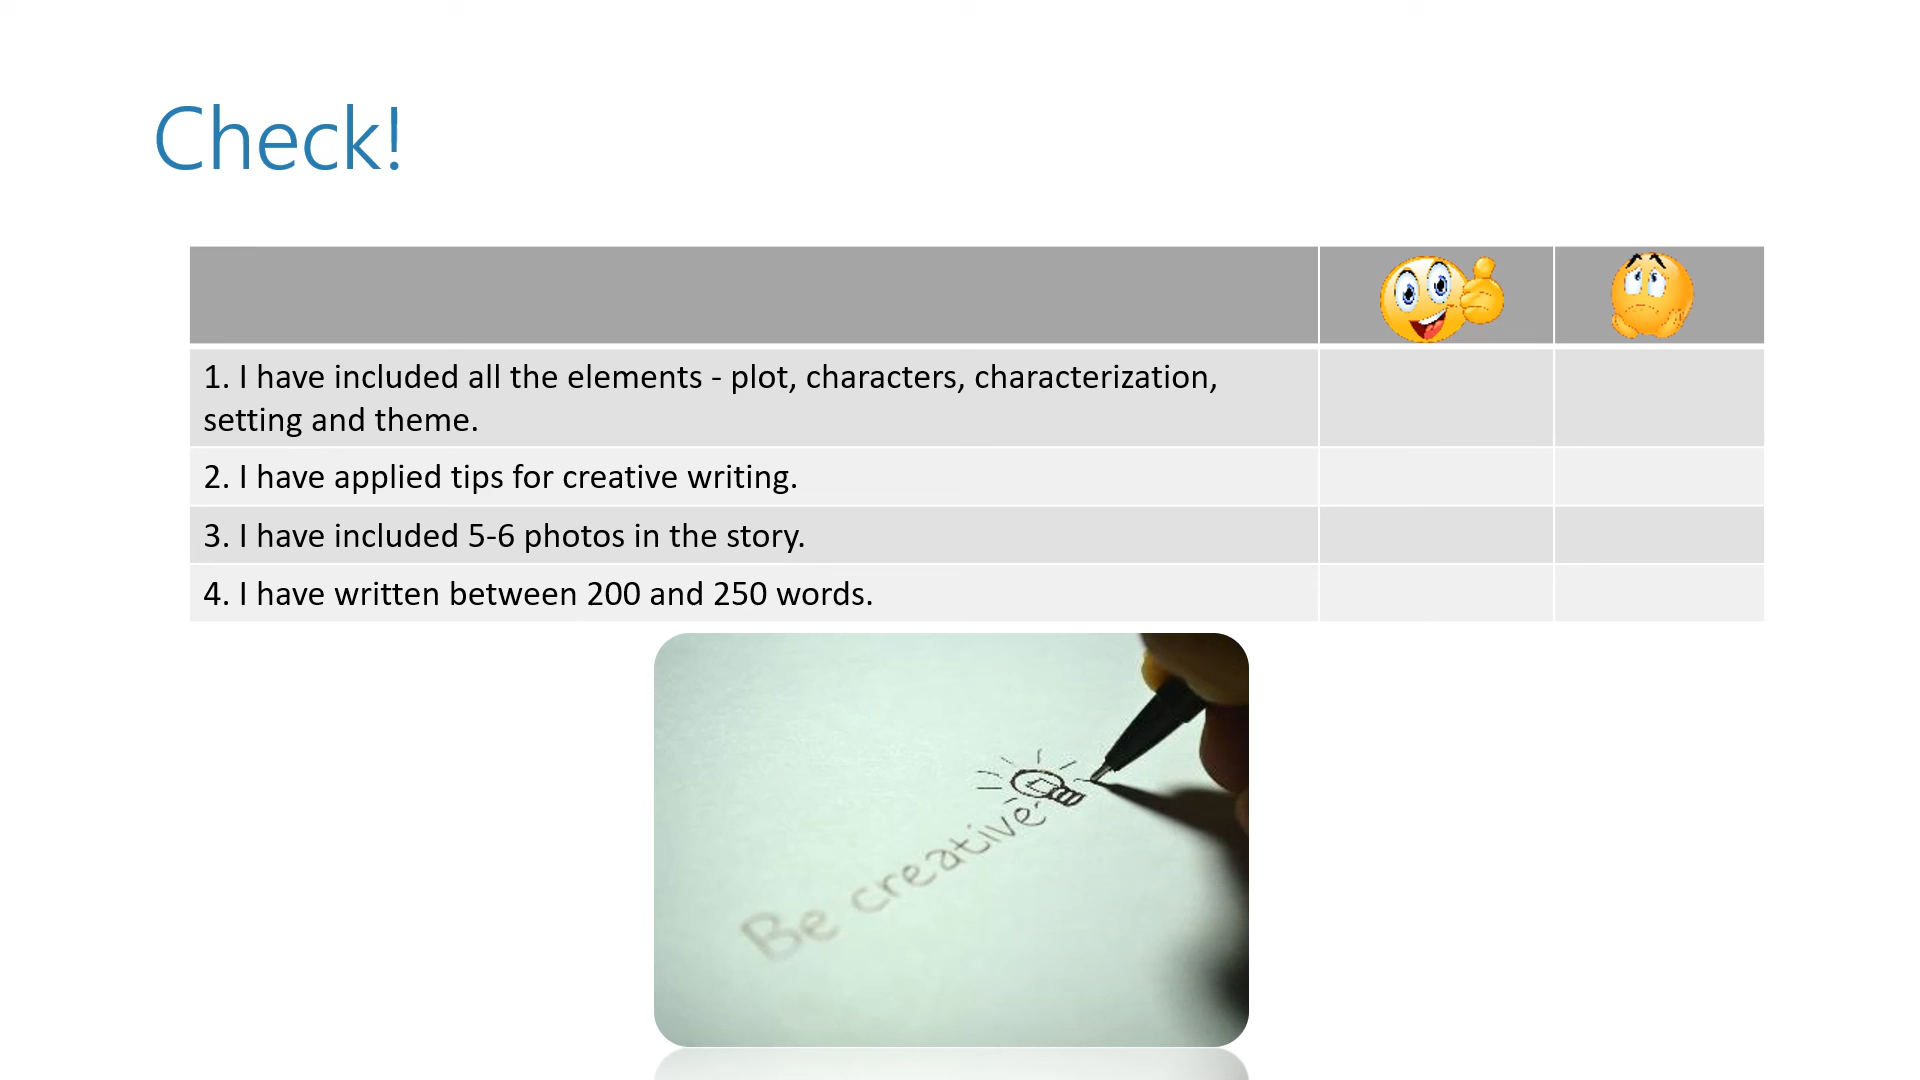 Check!
1. I have included all the elements - plot, characters, characterization,
setting and theme.
2. I have applied tips for creative writing.
3. I have included 5-6 photos in the story.
4. I have written between 200 and 250 words.
Be creative